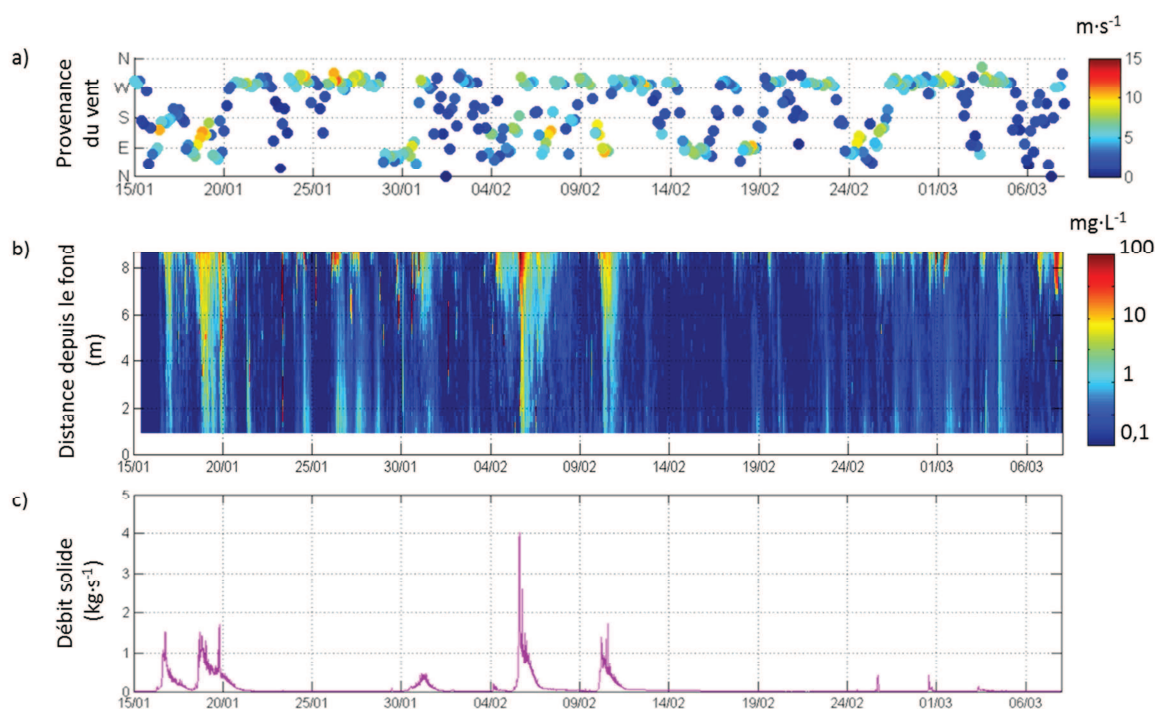 m·s⁻¹
a)
Provenance
du vent
N
W
S
E
N
15/01 20/01 25/01 30/01 04/02 09/02 14/02 19/02 24/02 01/03 06/03
15
10
5
0
b)
mg·L⁻¹
Distance depuis le fond
(m)
8
6
4
2
0
15/01 20/01 25/01 30/01 04/02 09/02 14/02 19/02 24/02 01/03 06/03
100
10
1
0,1
c)
Débit solide
(kg·s⁻¹)
5
4
3
2
1
0
15/01 20/01 25/01 30/01 04/02 09/02 14/02 19/02 24/02 01/03 06/03